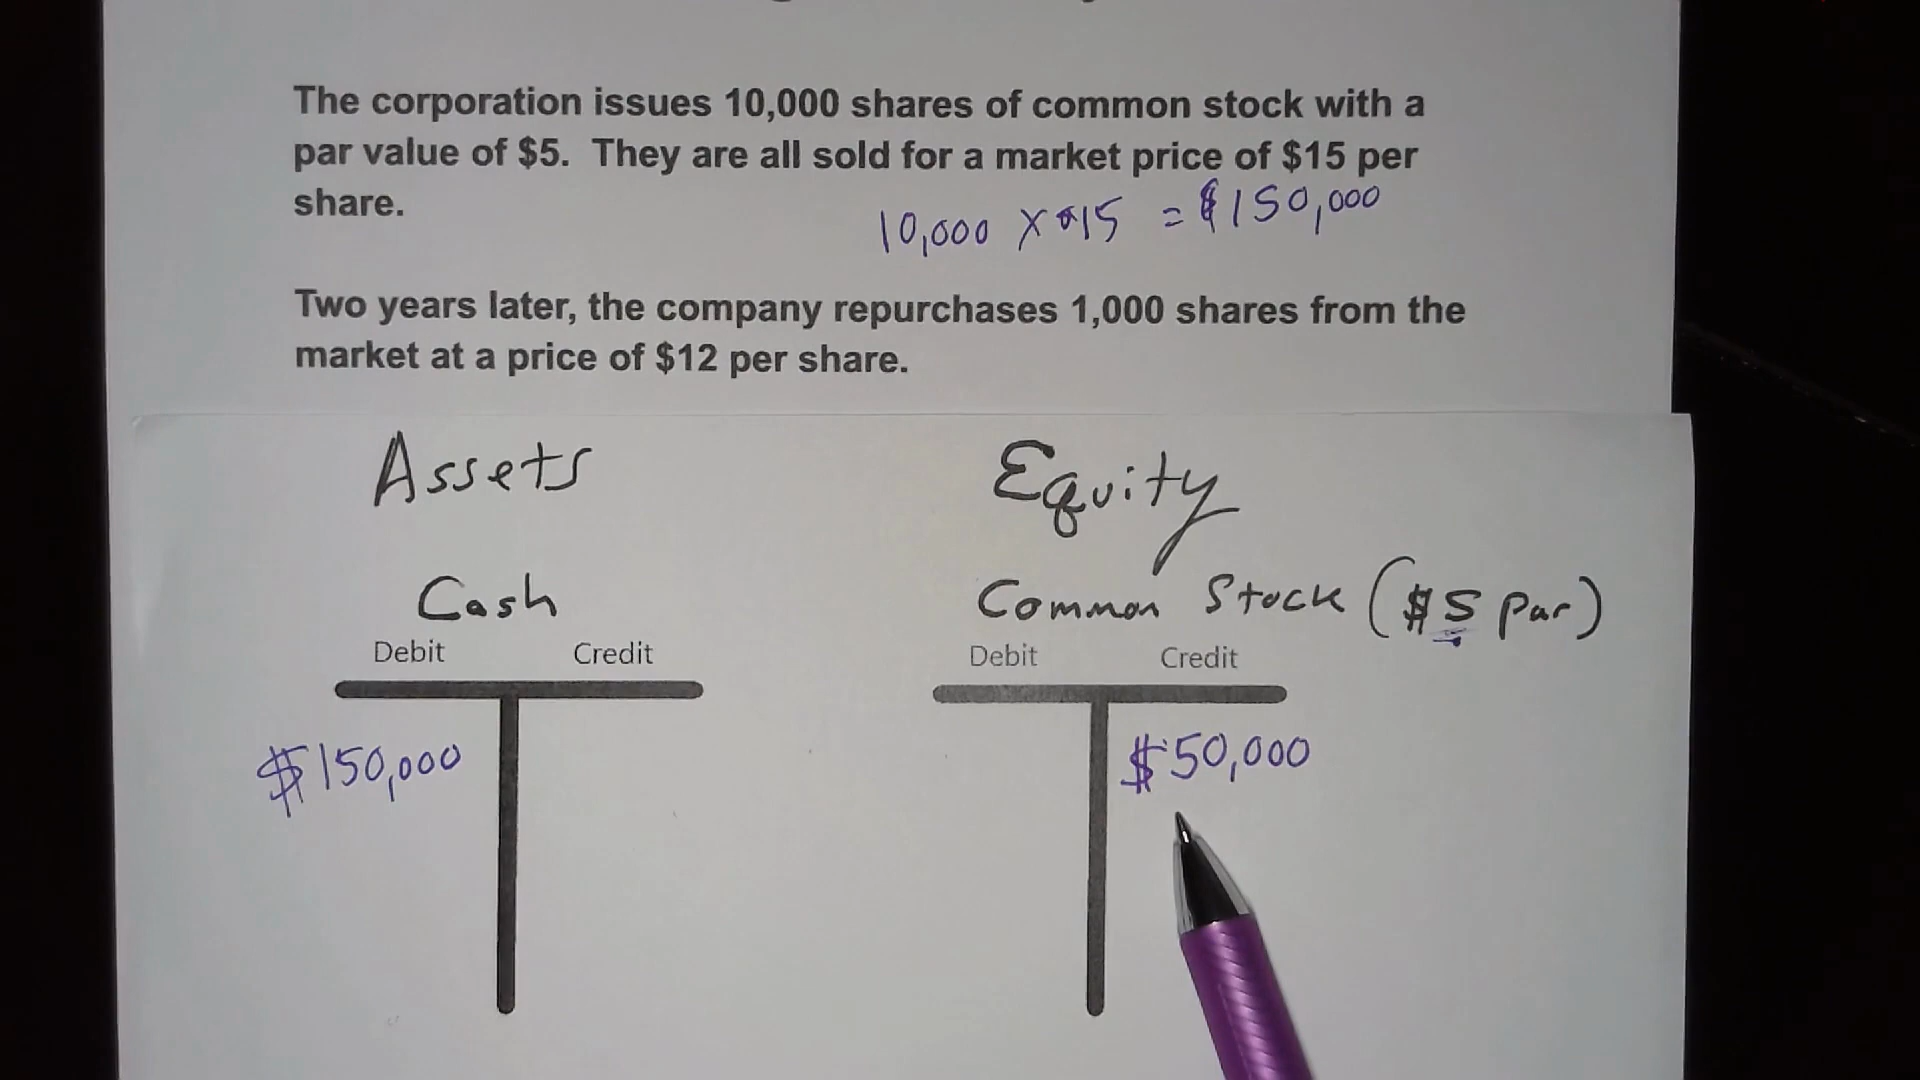 The corporation issues 10,000 shares of common stock with a
par value of $5. They are all sold for a market price of $15 per
share.
10,000 x $15 = $150,000
Two years later, the company repurchases 1,000 shares from the
market at a price of $12 per share.
Assets
Equity
Cash
Common Stock ($5 par)
Debit Credit
Debit Credit
$150,000
$50,000